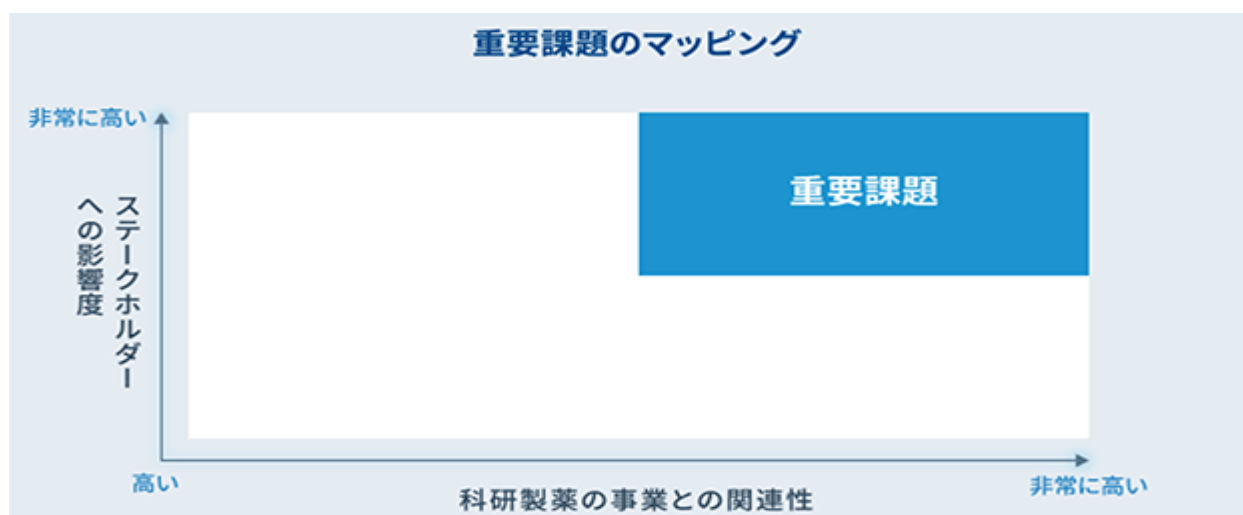 重要課題のマッピング
非常に高い
ステークホルダー
への影響度
重要課題
高い
科研製薬の事業との関連性
非常に高い